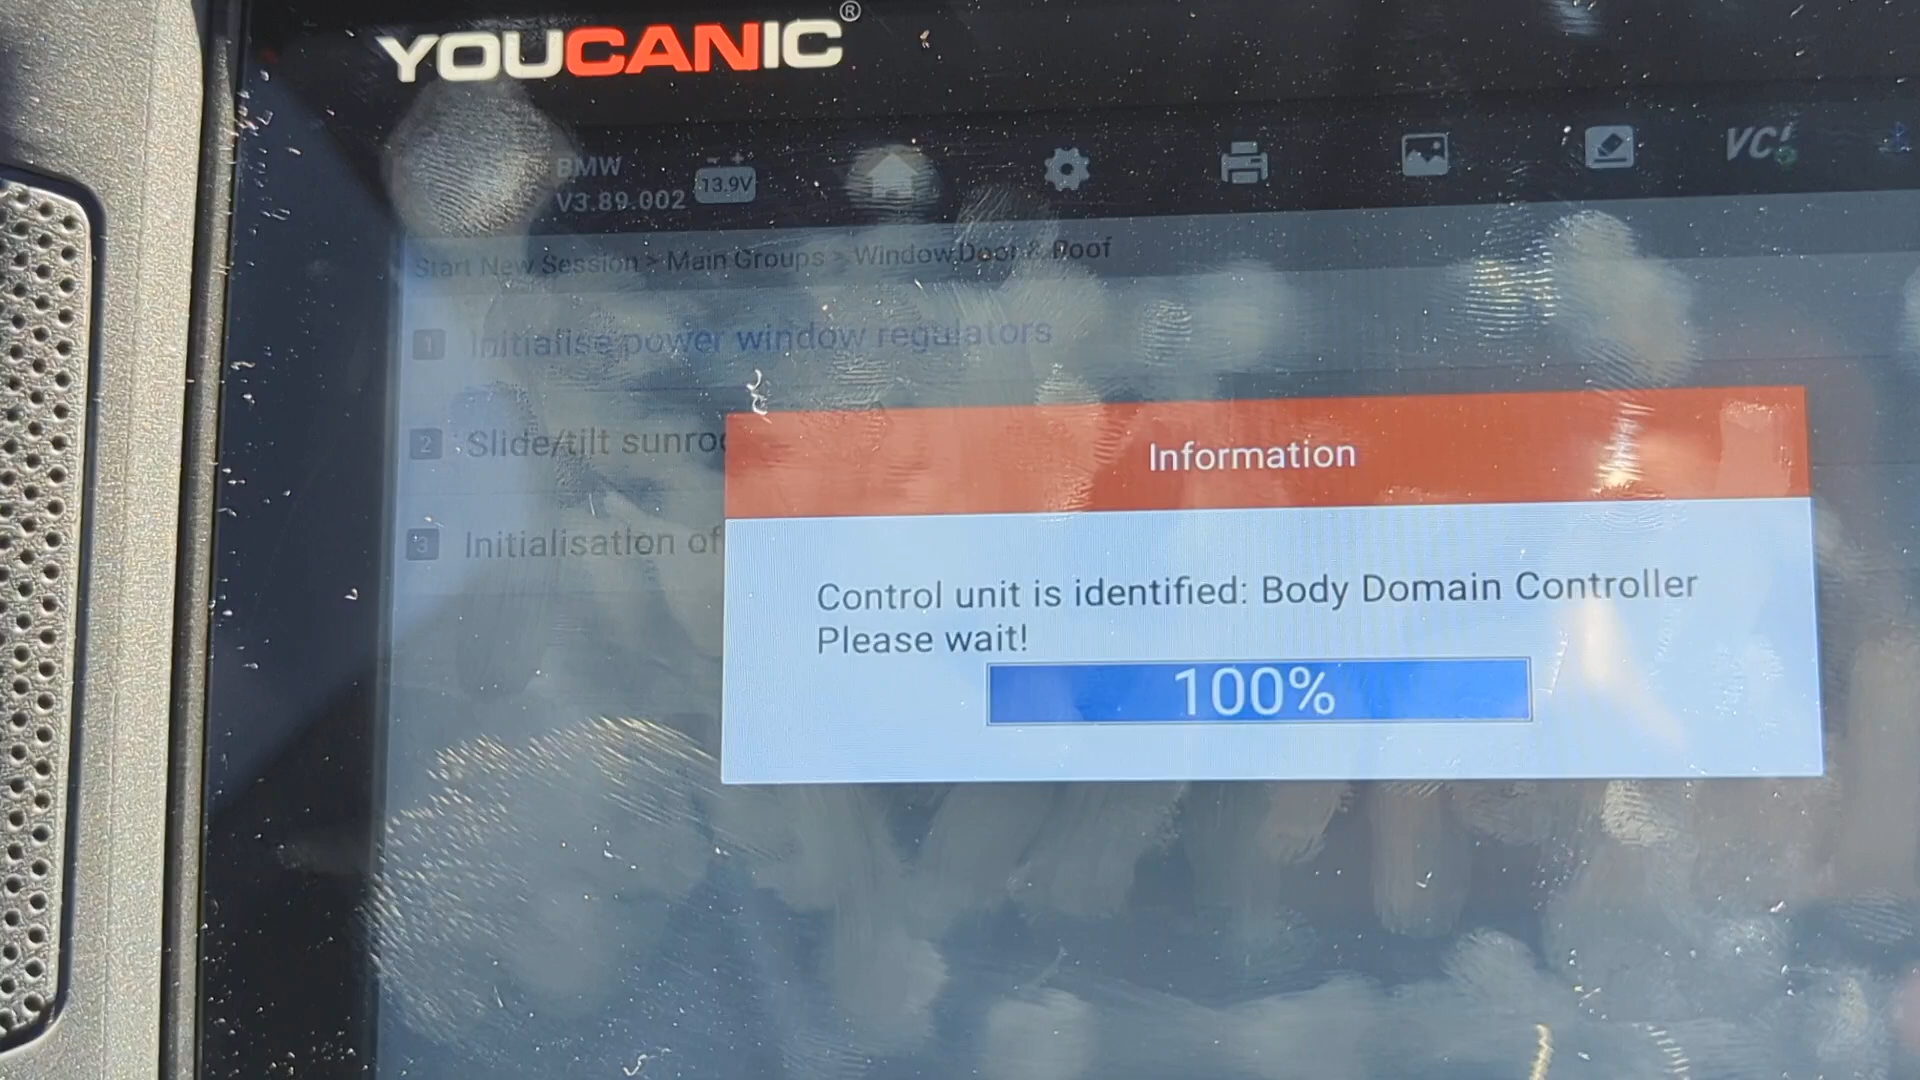 YOUCANIC®
BMW
V3.89.002
13.9V
VCI
Start New Session > Main Groups > Window Door & Roof
1 Initialise power window regulators
2 Slide/tilt sunroo
3 Initialisation of
Information
Control unit is identified: Body Domain Controller
Please wait!
100%